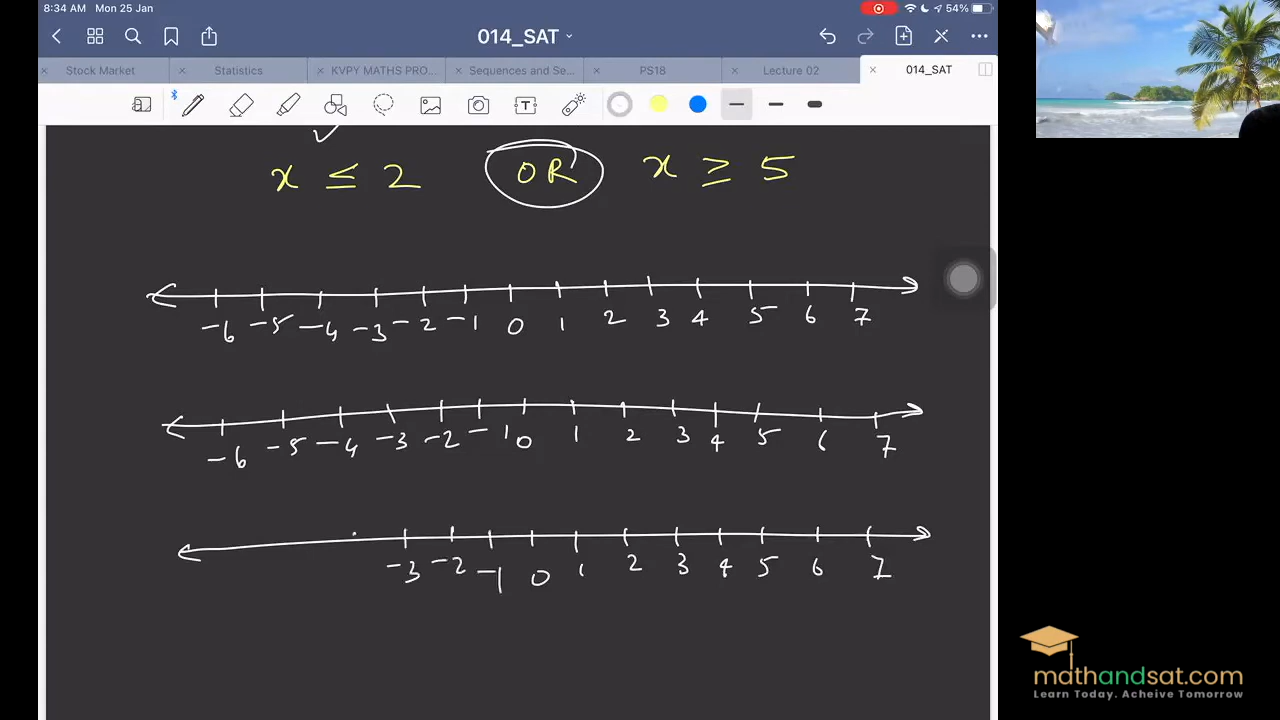 8:34 AM Mon 25 Jan
54%
014_SAT
Stock Market
Statistics
KVPY MATHS PRO...
Sequences and Se...
PS18
Lecture 02
014_SAT
T
x ≤ 2 OR x ≥ 5
-6 -5 -4 -3 -2 -1 0 1 2 3 4 5 6 7
-6 -5 -4 -3 -2 -1 0 1 2 3 4 5 6 7
-3 -2 -1 0 1 2 3 4 5 6 7
mathandsat.com
Learn Today. Acheive Tomorrow